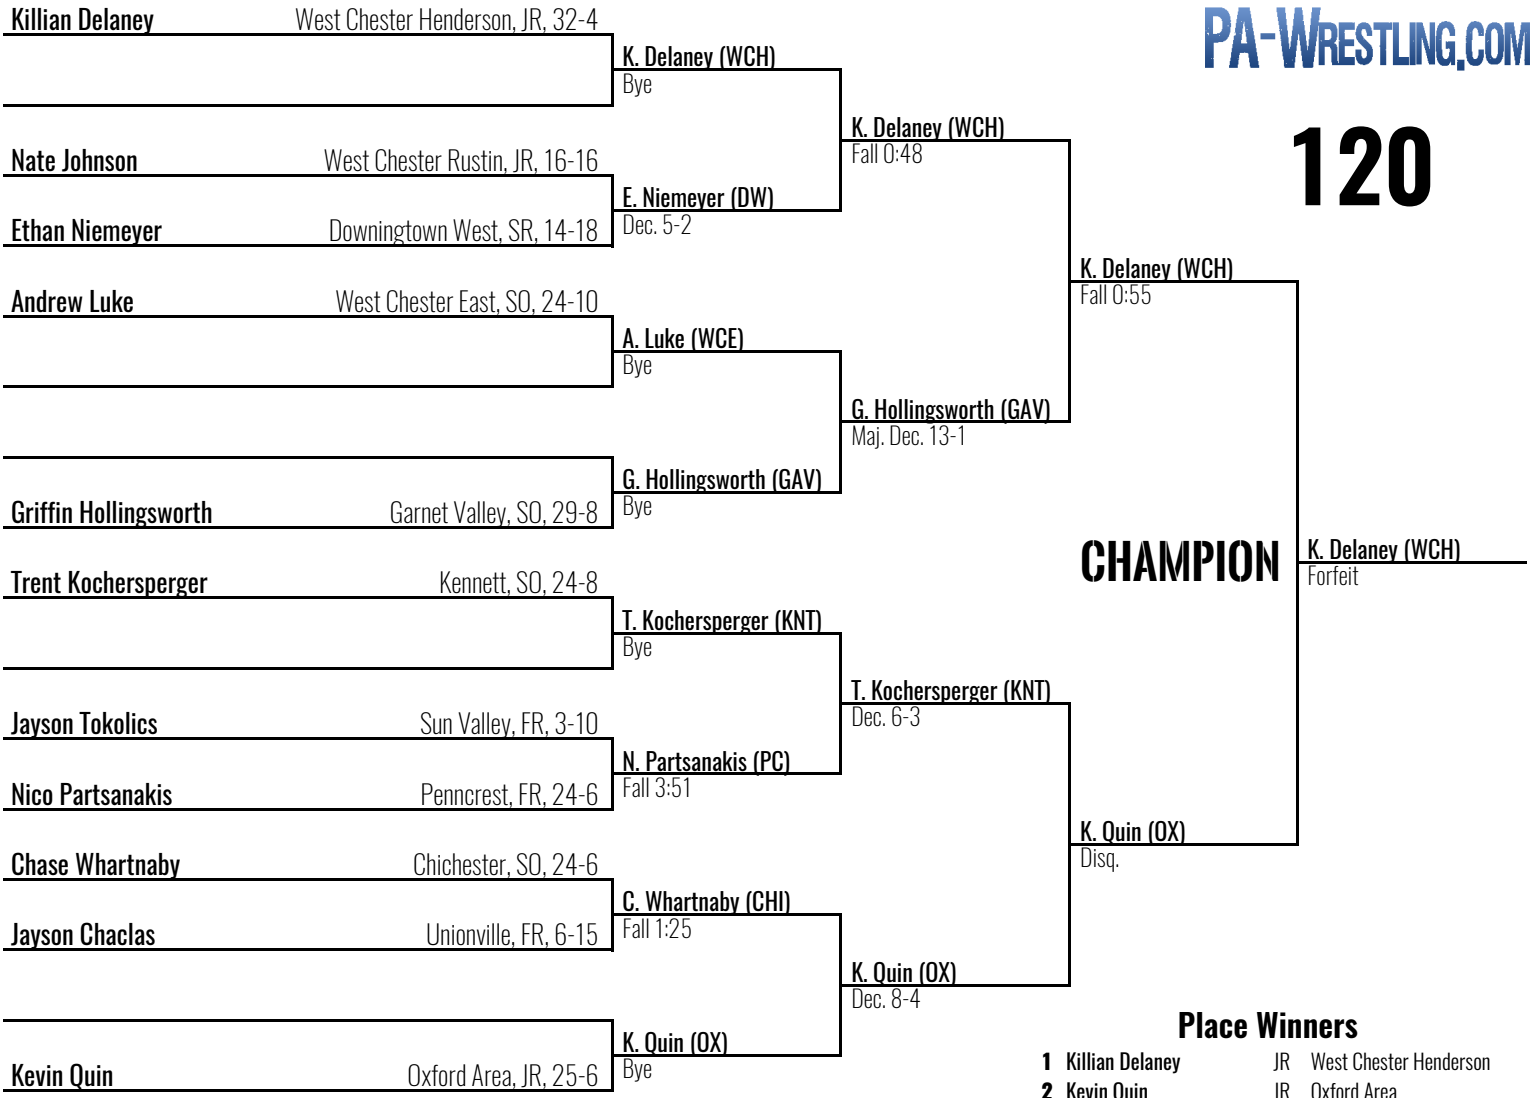 Killian Delaney West Chester Henderson, JR, 32-4
PA-WRESTLING.COM
K. Delaney (WCH)
Bye
K. Delaney (WCH)
Fall 0:48
120
Nate Johnson West Chester Rustin, JR, 16-16
E. Niemeyer (DW)
Dec. 5-2
Ethan Niemeyer Downingtown West, SR, 14-18
K. Delaney (WCH)
Fall 0:55
Andrew Luke West Chester East, SO, 24-10
A. Luke (WCE)
Bye
G. Hollingsworth (GAV)
Maj. Dec. 13-1
G. Hollingsworth (GAV)
Bye
Griffin Hollingsworth Garnet Valley, SO, 29-8
CHAMPION
K. Delaney (WCH)
Forfeit
Trent Kochersperger Kennett, SO, 24-8
T. Kochersperger (KNT)
Bye
T. Kochersperger (KNT)
Dec. 6-3
Jayson Tokolics Sun Valley, FR, 3-10
N. Partsanakis (PC)
Fall 3:51
Nico Partsanakis Penncrest, FR, 24-6
K. Quin (OX)
Disq.
Chase Whartnaby Chichester, SO, 24-6
C. Whartnaby (CHI)
Fall 1:25
Jayson Chaclas Unionville, FR, 6-15
K. Quin (OX)
Dec. 8-4
K. Quin (OX)
Bye
Kevin Quin Oxford Area, JR, 25-6
Place Winners
1 Killian Delaney JR West Chester Henderson
2 Kevin Quin JR Oxford Area